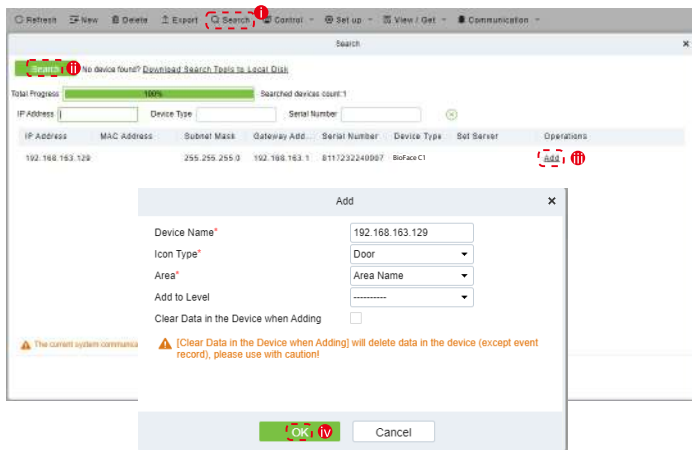 Refresh New Delete Export Search Control Set up View / Get Communication
i
Search
Search ii No device found? Download Search Tools to Local Disk
Total Progress 100% Searched devices count:1
IP Address Device Type Serial Number
IP Address MAC Address Subnet Mask Gateway Add... Serial Number Device Type Set Server Operations
192.168.163.129 255.255.255.0 192.168.163.1 8117232240007 BioFace C1 Add iii
Add
Device Name* 192.168.163.129
Icon Type* Door
Area* Area Name
Add to Level ----------
Clear Data in the Device when Adding
[Clear Data in the Device when Adding] will delete data in the device (except event
record), please use with caution!
The current system communica
OK iv Cancel